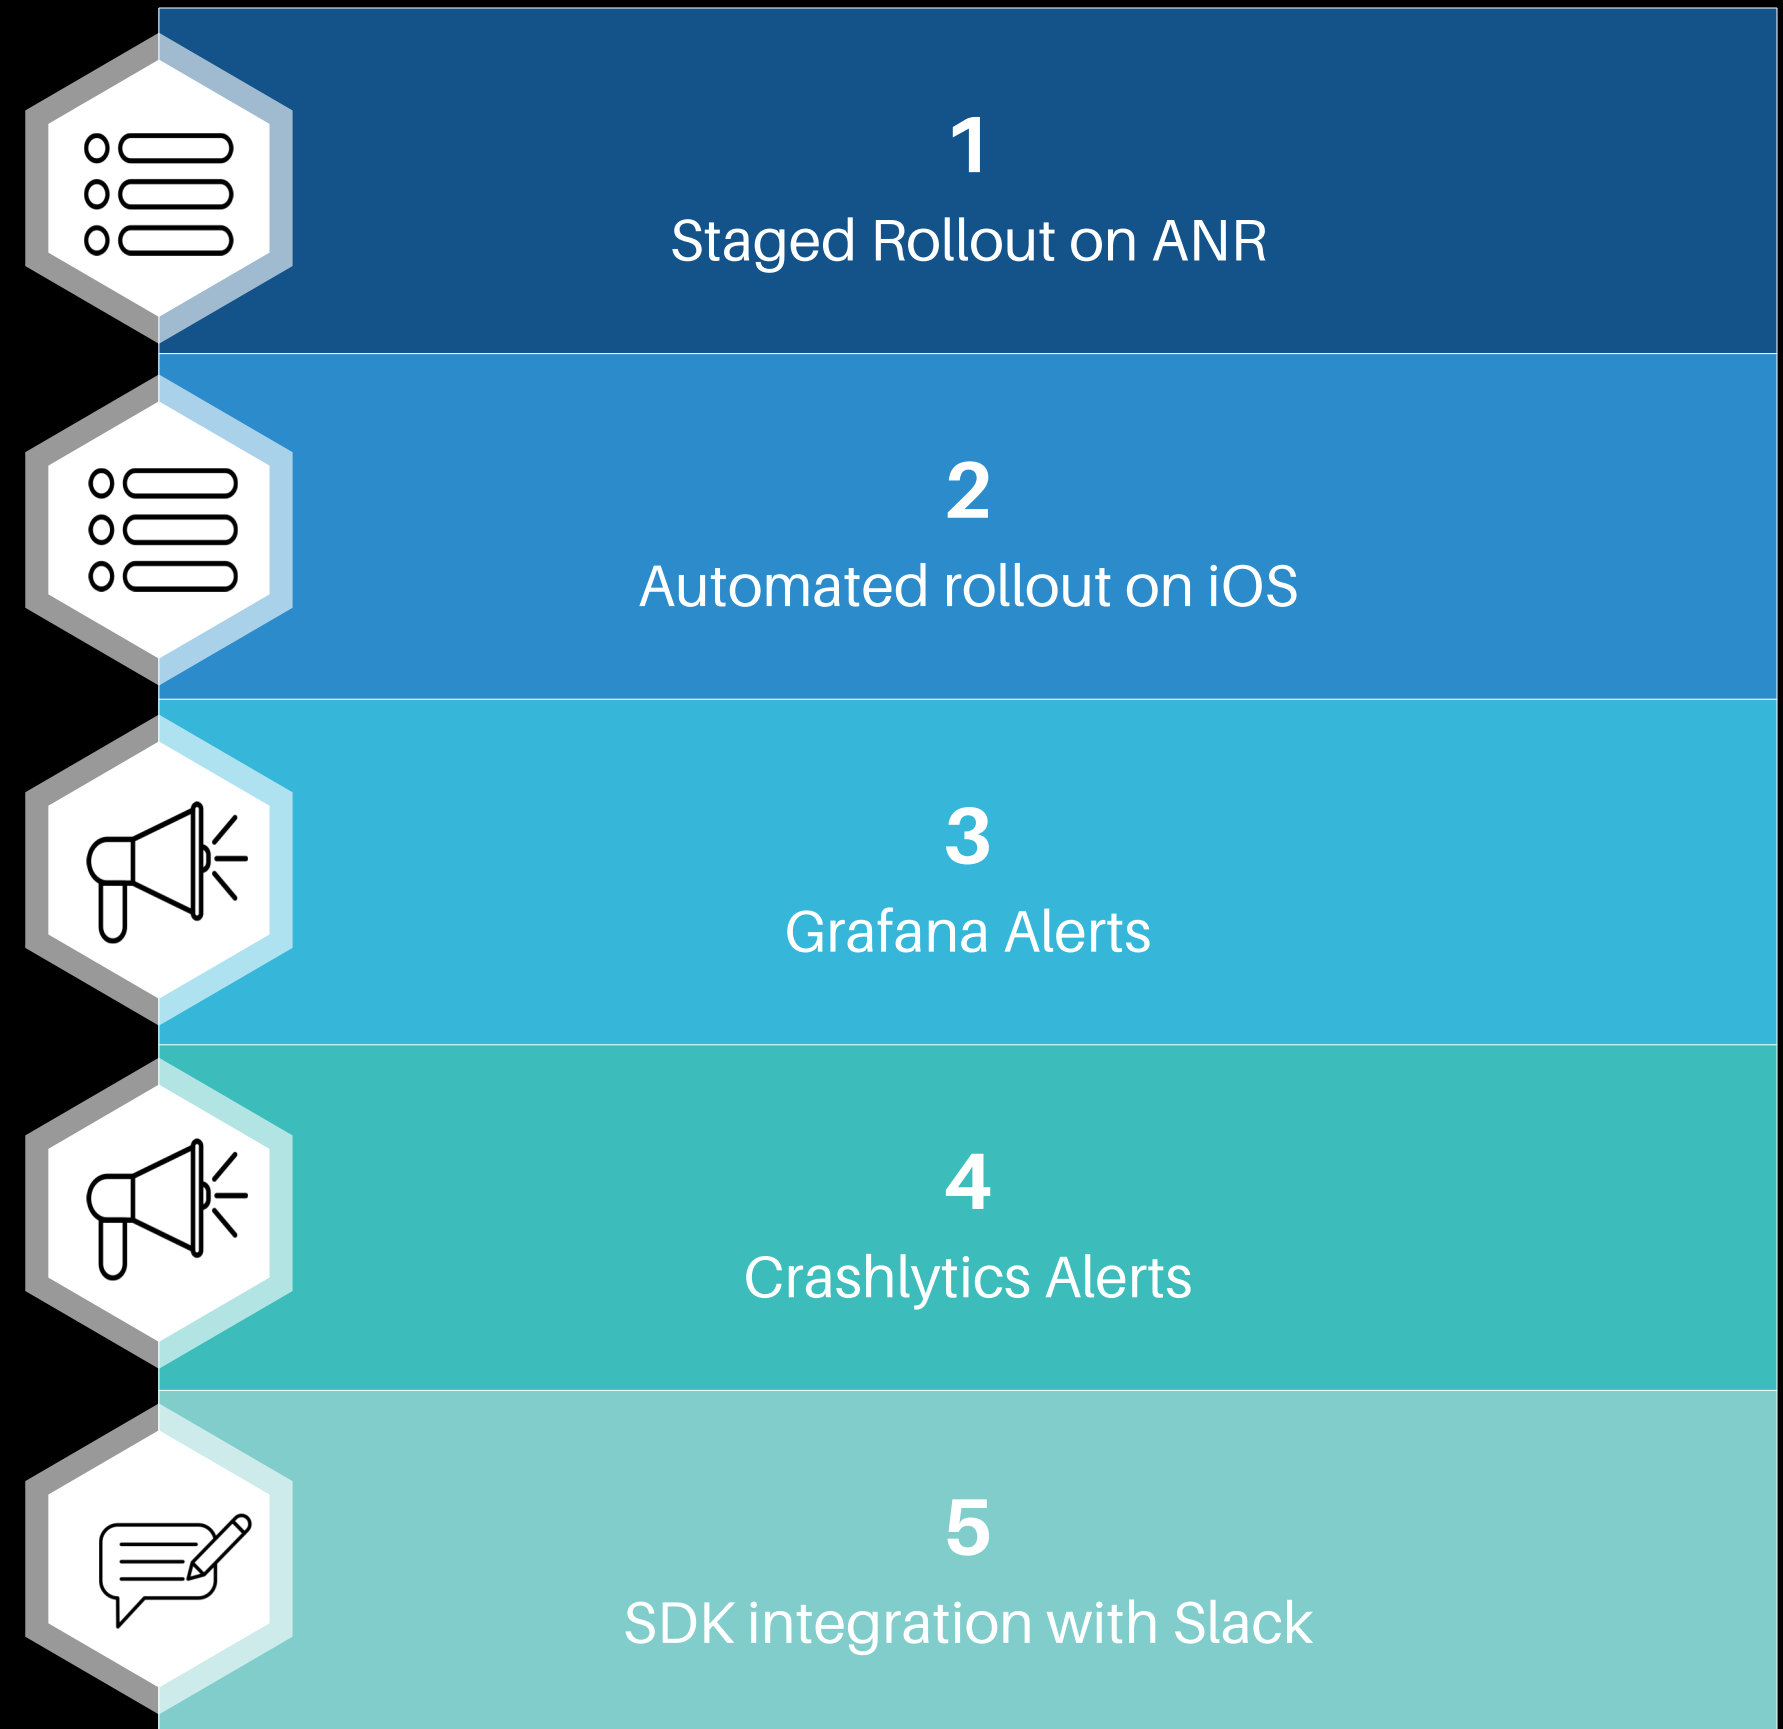 1
Staged Rollout on ANR
2
Automated rollout on iOS
3
Grafana Alerts
4
Crashlytics Alerts
5
SDK integration with Slack